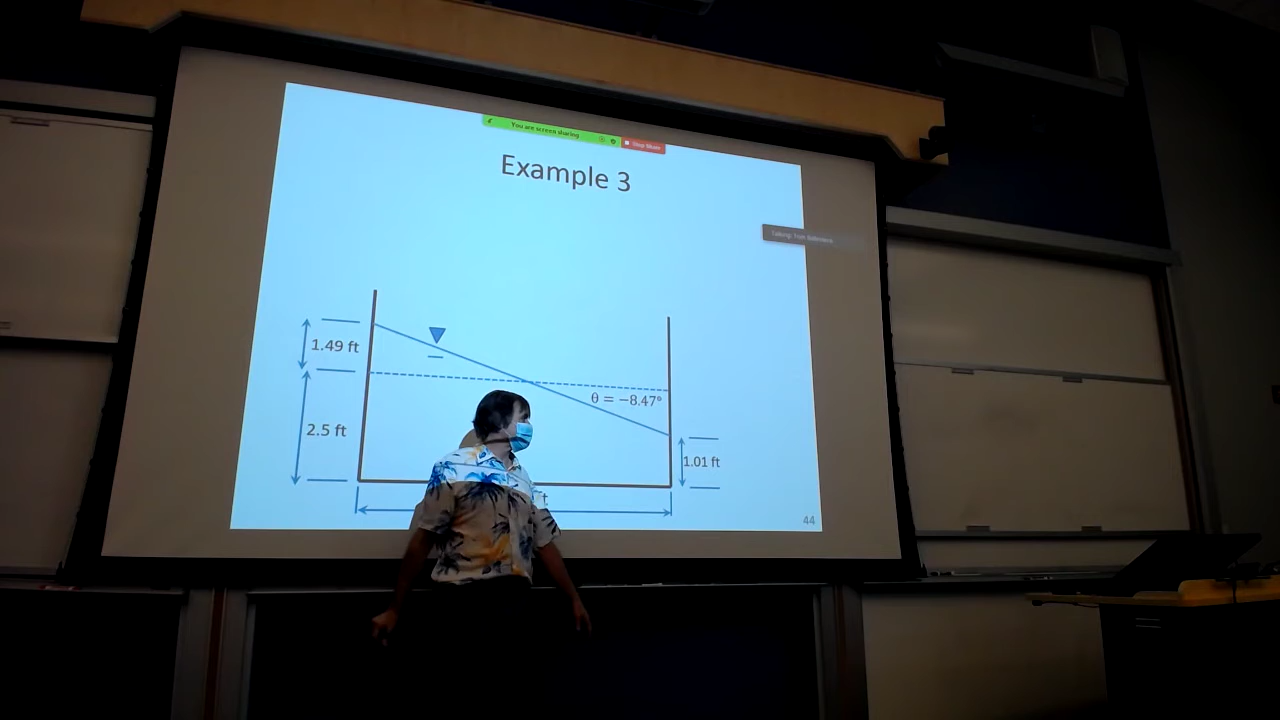 You are screen sharing
Stop Share
Example 3
Talking:
1.49 ft
θ = −8.47°
2.5 ft
1.01 ft
t
44